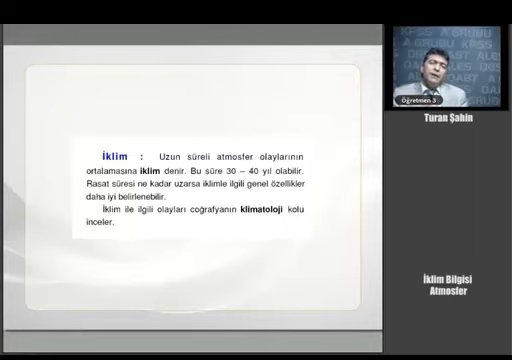 İklim : Uzun süreli atmosfer olaylarının
ortalamasına iklim denir. Bu süre 30 – 40 yıl olabilir.
Rasat süresi ne kadar uzarsa iklimle ilgili genel özellikler
daha iyi belirlenebilir.
İklim ile ilgili olayları coğrafyanın klimatoloji kolu
inceler.
Öğretmen 3
Turan Şahin
İklim Bilgisi
Atmosfer